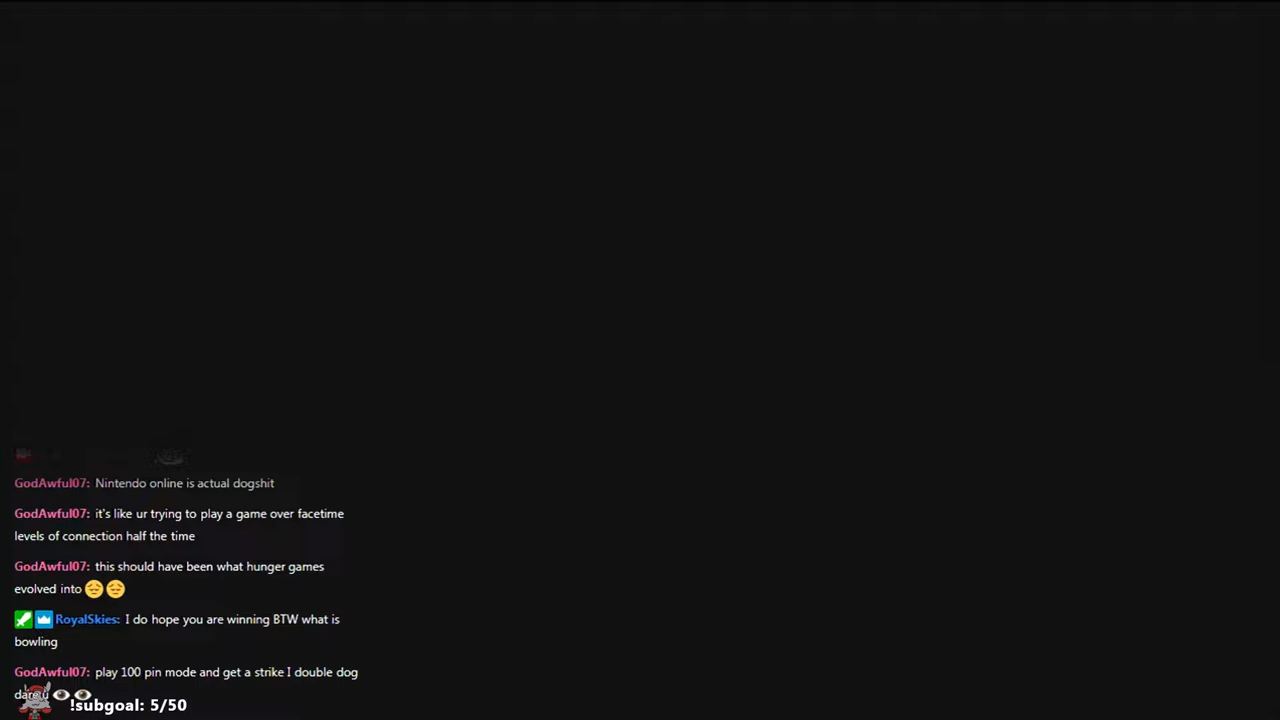 GodAwful07: Nintendo online is actual dogshit
GodAwful07: it's like ur trying to play a game over facetime
levels of connection half the time
GodAwful07: this should have been what hunger games
evolved into 😔😔
RoyalSkies: I do hope you are winning BTW what is
bowling
GodAwful07: play 100 pin mode and get a strike I double dog
dare u 👁️👁️
!subgoal: 5/50